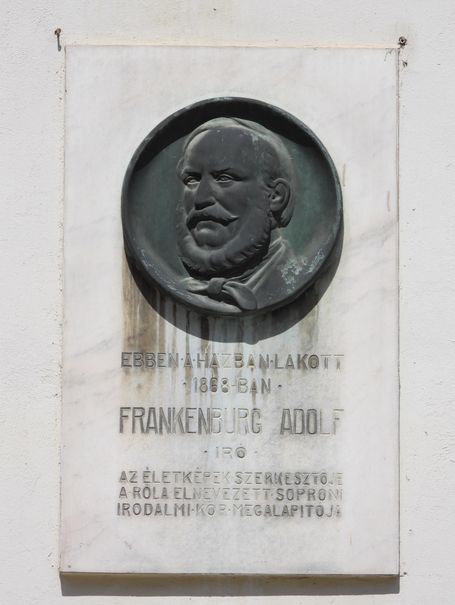 EBBEN·A·HÁZBAN·LAKOTT
·1868·BAN·
FRANKENBURG ADOLF
·IRÓ·
AZ ÉLETKÉPEK·SZERKESZTŐJE
A·RÓLA·ELNEVEZETT·SOPRONI
IRODALMI·KÖR·MEGALAPITÓJA